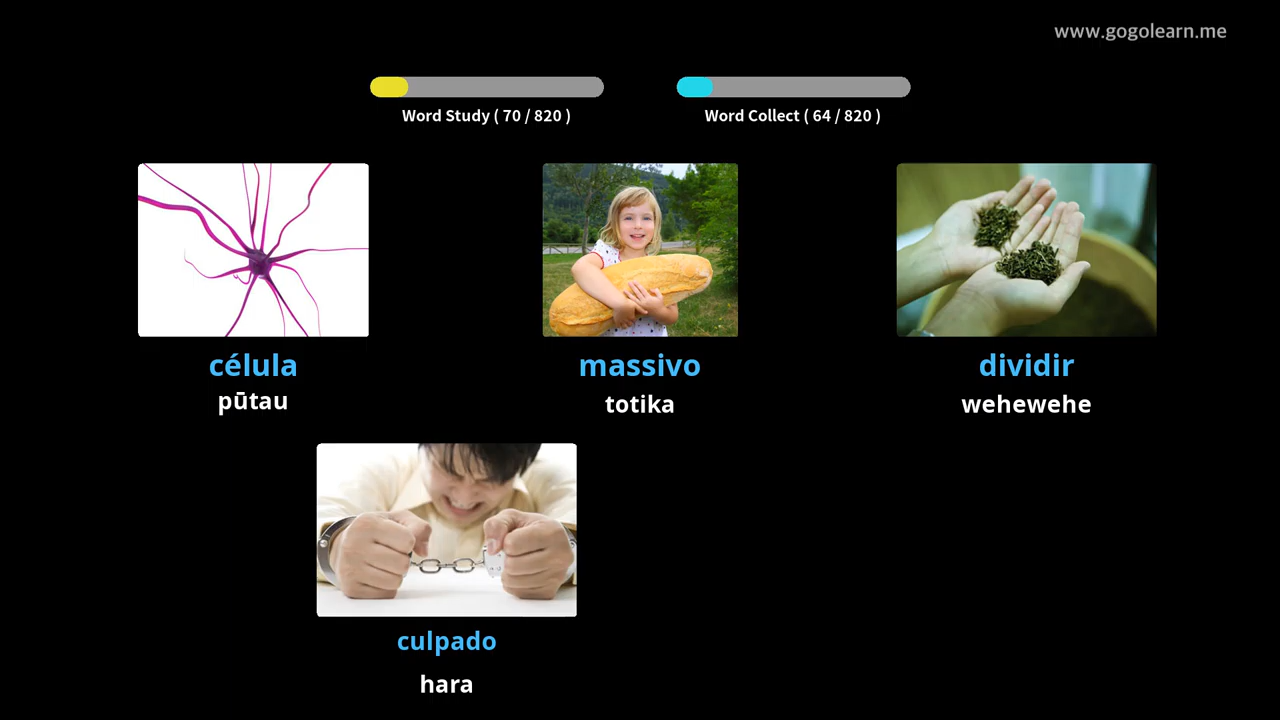 www.gogolearn.me
Word Study ( 70 / 820 )
Word Collect ( 64 / 820 )
célula
pūtau
massivo
totika
dividir
wehewehe
culpado
hara